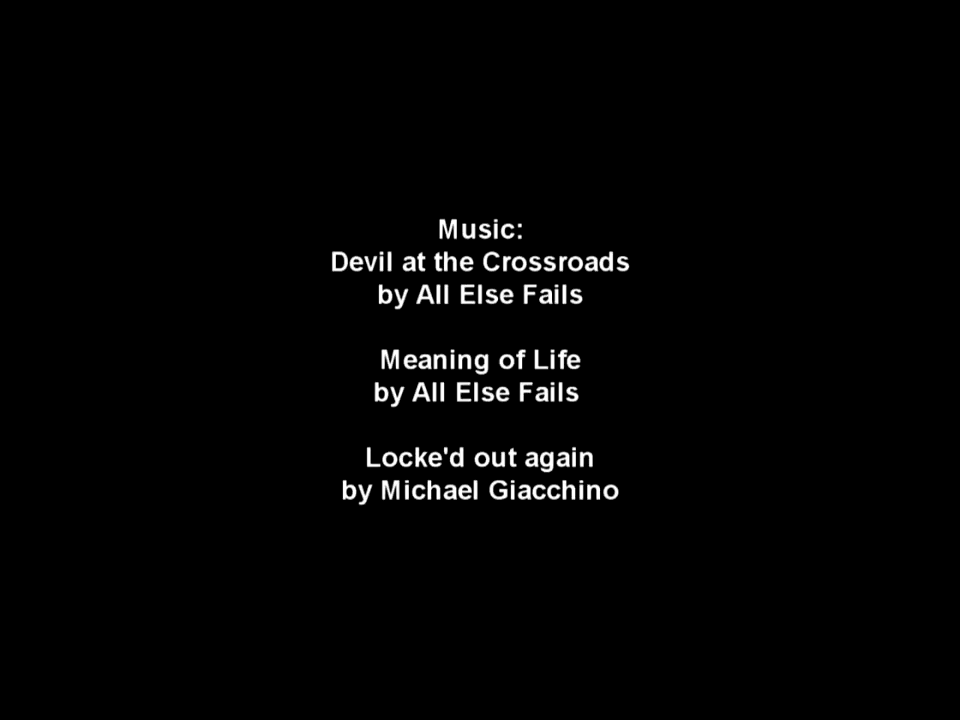 Music:
Devil at the Crossroads
by All Else Fails
Meaning of Life
by All Else Fails
Locke'd out again
by Michael Giacchino